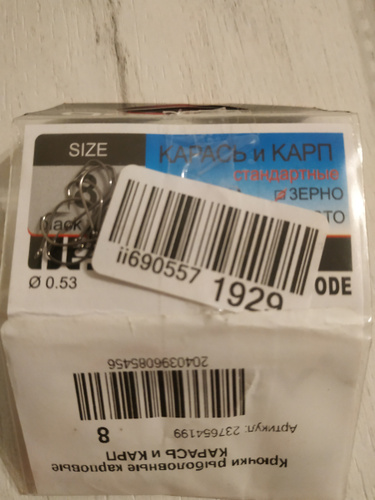 SIZE
КАРАСЬ и КАРП
стандартные
ЗЕРНО
black
ii690557
1929
Ø 0.53
ODE
Крючки рыболовные карповые
КАРАСЬ и КАРП
Артикул: 237654199
8
2040396085456